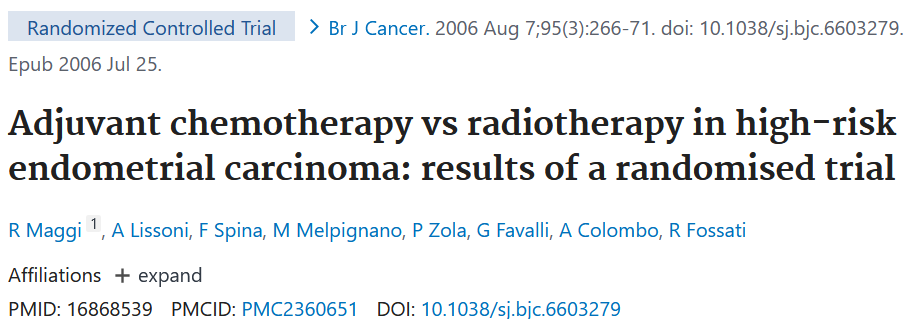 Randomized Controlled Trial > Br J Cancer. 2006 Aug 7;95(3):266-71. doi: 10.1038/sj.bjc.6603279.
Epub 2006 Jul 25.
Adjuvant chemotherapy vs radiotherapy in high-risk
endometrial carcinoma: results of a randomised trial
R Maggi 1, A Lissoni, F Spina, M Melpignano, P Zola, G Favalli, A Colombo, R Fossati
Affiliations + expand
PMID: 16868539 PMCID: PMC2360651 DOI: 10.1038/sj.bjc.6603279